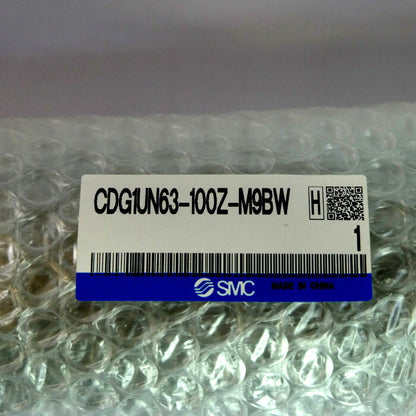 CDG1UN63-100Z-M9BW H
1
SMC MADE IN CHINA